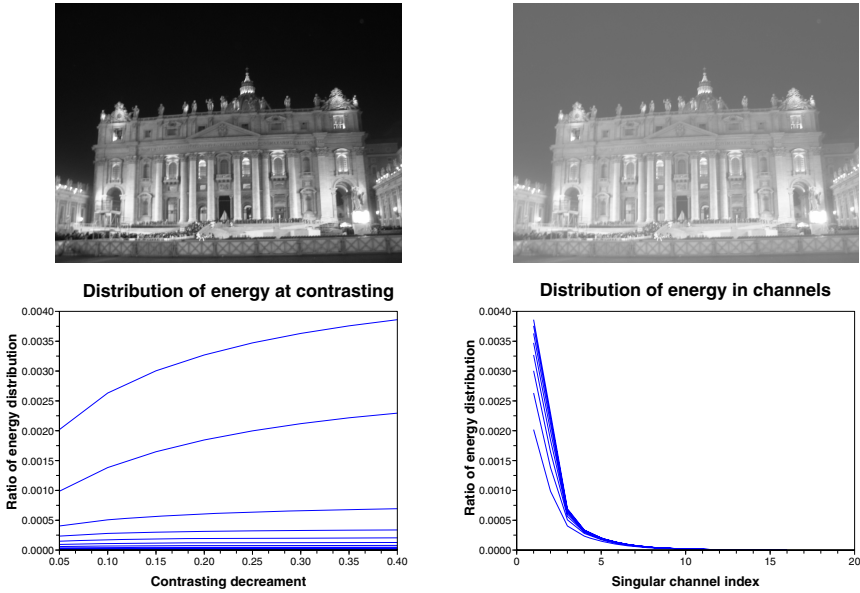 Distribution of energy at contrasting
0.0040
0.0035
0.0030
0.0025
0.0020
0.0015
0.0010
0.0005
0.0000
Ratio of energy distribution
0.05 0.10 0.15 0.20 0.25 0.30 0.35 0.40
Contrasting decreament
Distribution of energy in channels
0.0040
0.0035
0.0030
0.0025
0.0020
0.0015
0.0010
0.0005
0.0000
Ratio of energy distribution
0 5 10 15 20
Singular channel index